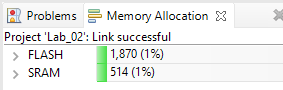 Problems Memory Allocation
Project 'Lab_02': Link successful
FLASH 1,870 (1%)
SRAM 514 (1%)